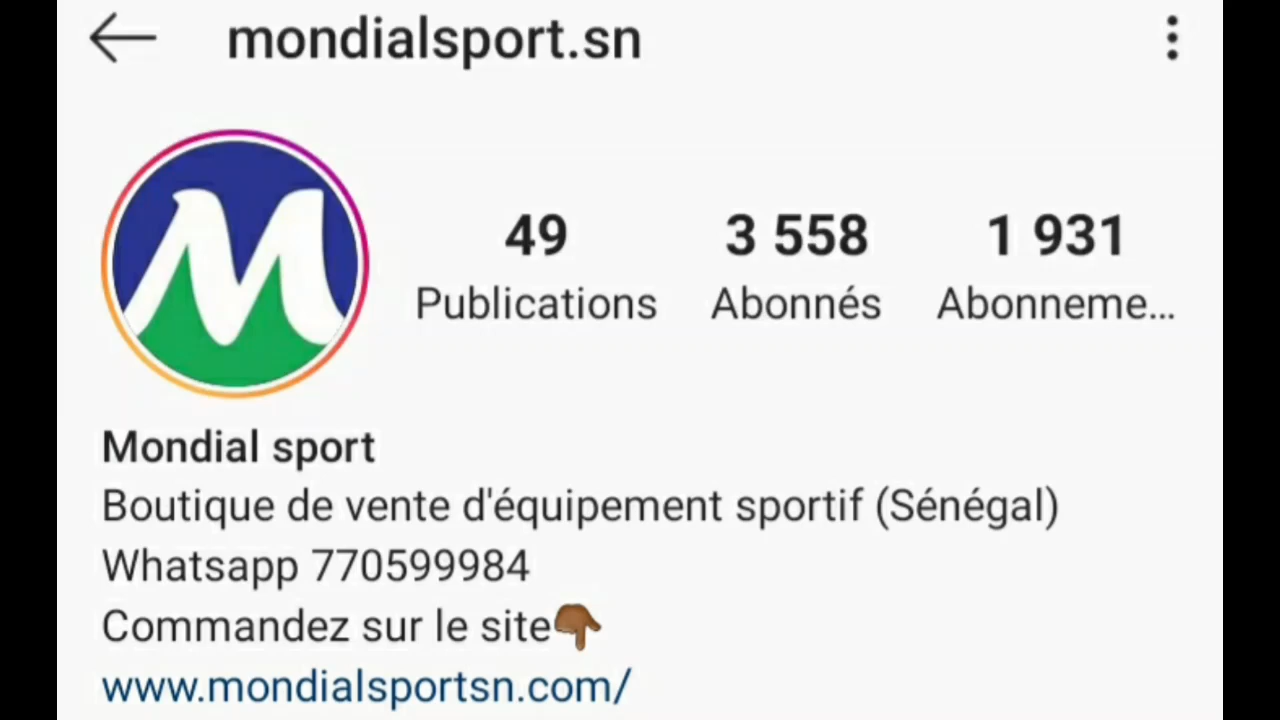 mondialsport.sn
49 3 558 1 931
Publications Abonnés Abonneme...
Mondial sport
Boutique de vente d'équipement sportif (Sénégal)
Whatsapp 770599984
Commandez sur le site👇🏾
www.mondialsportsn.com/